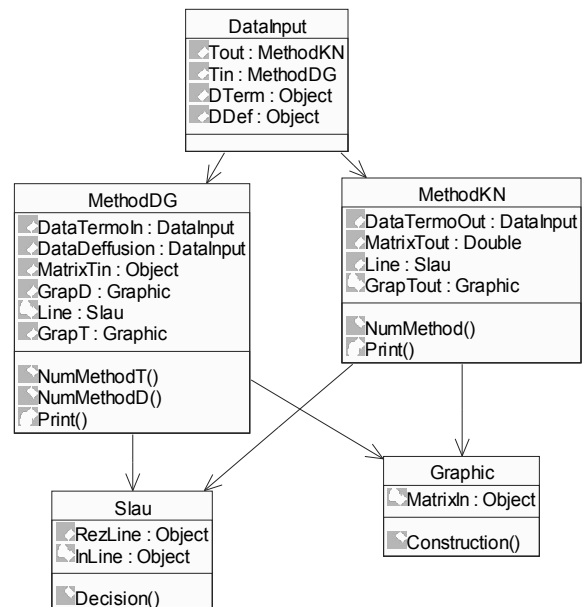 DataInput
Tout : MethodKN
Tin : MethodDG
DTerm : Object
DDef : Object
MethodDG
DataTermoIn : DataInput
DataDeffusion : DataInput
MatrixTin : Object
GrapD : Graphic
Line : Slau
GrapT : Graphic
NumMethodT()
NumMethodD()
Print()
MethodKN
DataTermoOut : DataInput
MatrixTout : Double
Line : Slau
GrapTout : Graphic
NumMethod()
Print()
Slau
RezLine : Object
InLine : Object
Decision()
Graphic
MatrixIn : Object
Construction()